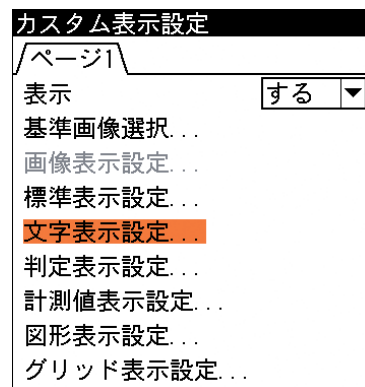 カスタム表示設定
ページ1
表示 する
基準画像選択...
画像表示設定...
標準表示設定...
文字表示設定...
判定表示設定...
計測値表示設定...
図形表示設定...
グリッド表示設定...